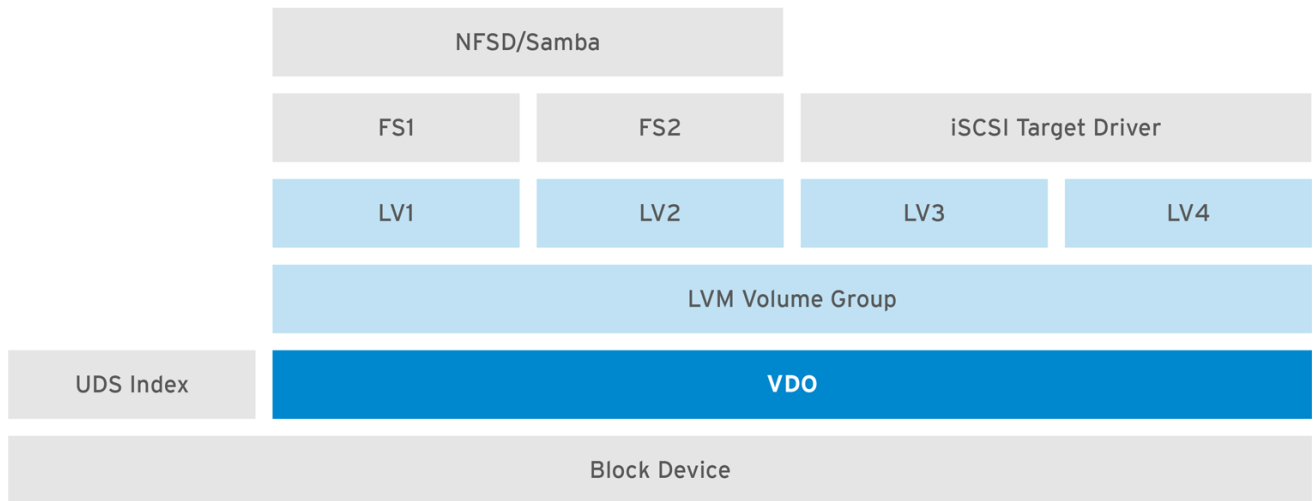 NFSD/Samba
FS1
FS2
iSCSI Target Driver
LV1
LV2
LV3
LV4
LVM Volume Group
UDS Index
VDO
Block Device